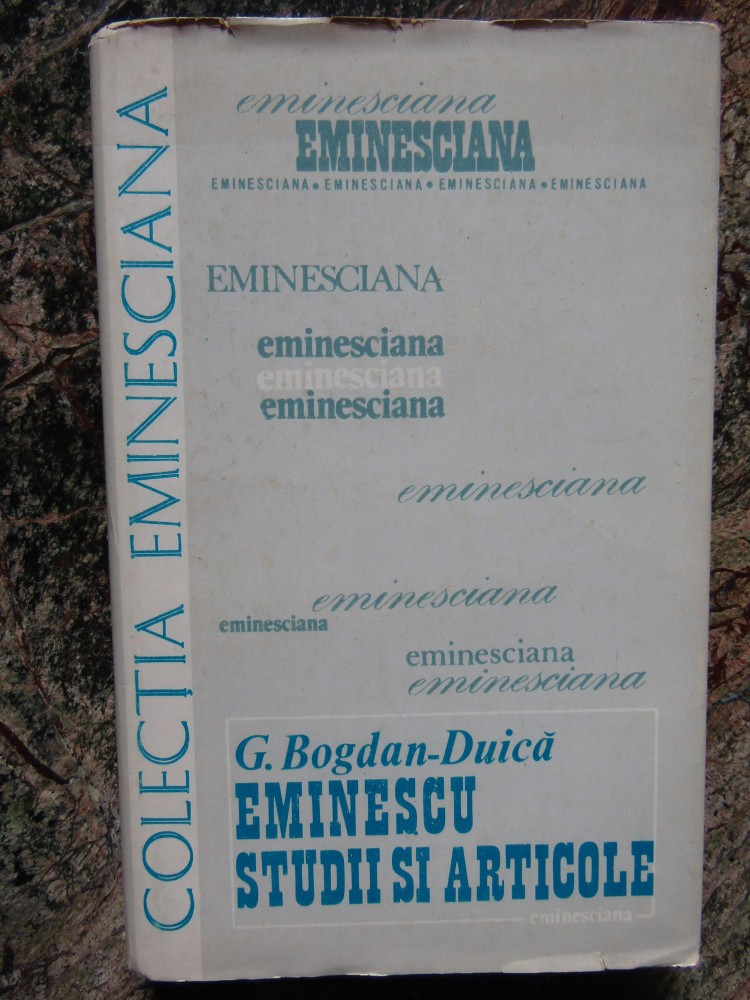 COLECȚIA EMINESCIANA
eminesciana
EMINESCIANA
EMINESCIANA • EMINESCIANA • EMINESCIANA • EMINESCIANA
EMINESCIANA
eminesciana
eminesciana
eminesciana
eminesciana
eminesciana
eminesciana
eminesciana
eminesciana
G. Bogdan-Duică
EMINESCU
STUDII SI ARTICOLE
eminesciana